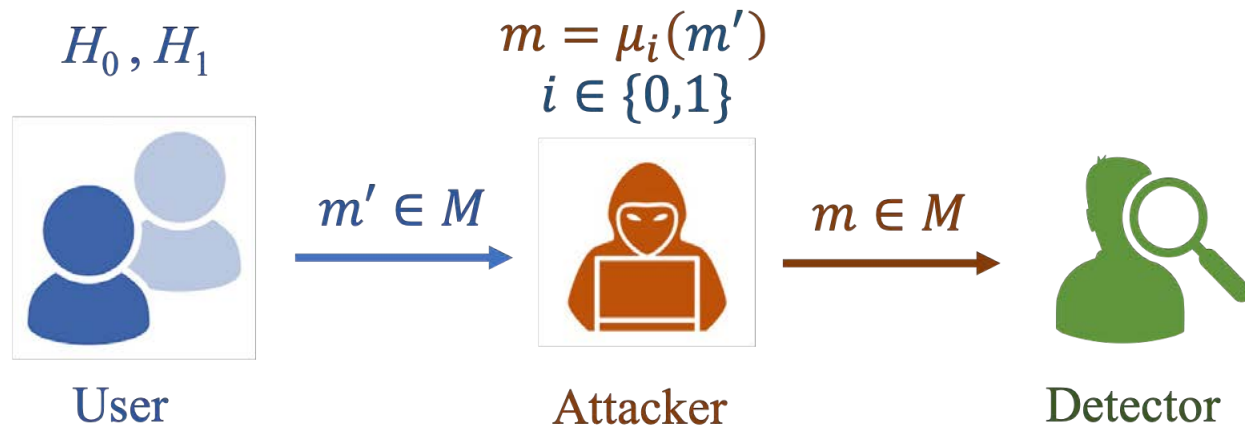 H₀ , H₁
m = μᵢ(m′)
i ∈ {0,1}
m′ ∈ M
m ∈ M
User
Attacker
Detector